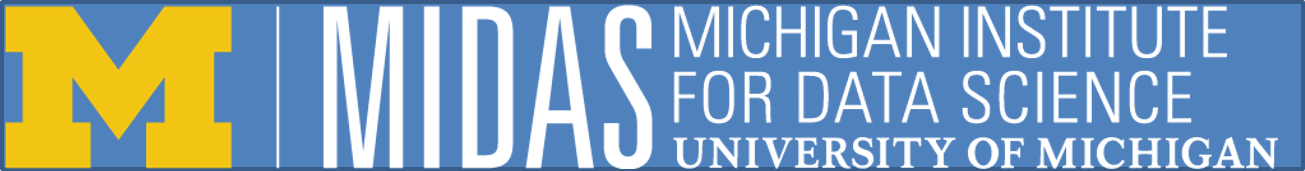 M
MIDAS
MICHIGAN INSTITUTE
FOR DATA SCIENCE
UNIVERSITY OF MICHIGAN